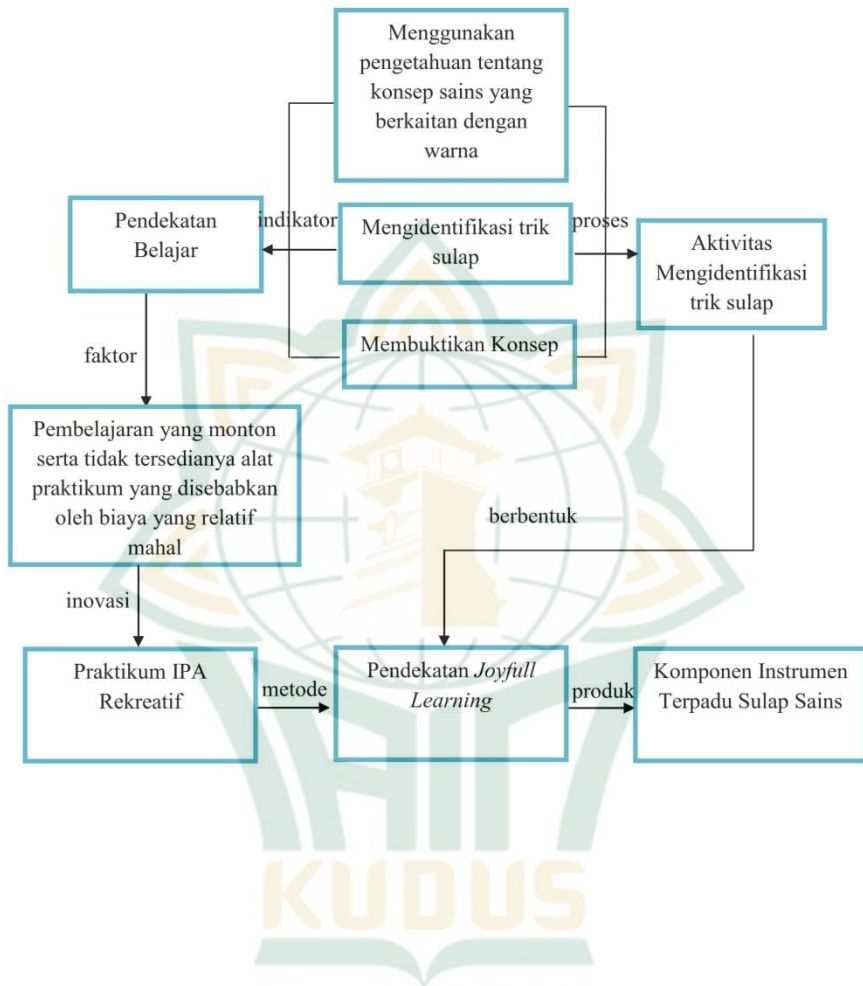 Menggunakan
pengetahuan tentang
konsep sains yang
berkaitan dengan
warna
Pendekatan
Belajar
indikator
Mengidentifikasi trik
sulap
proses
Aktivitas
Mengidentifikasi
trik sulap
Membuktikan Konsep
faktor
Pembelajaran yang monton
serta tidak tersedianya alat
praktikum yang disebabkan
oleh biaya yang relatif
mahal
berbentuk
inovasi
Praktikum IPA
Rekreatif
metode
Pendekatan Joyfull
Learning
produk
Komponen Instrumen
Terpadu Sulap Sains
IAIN
KUDUS